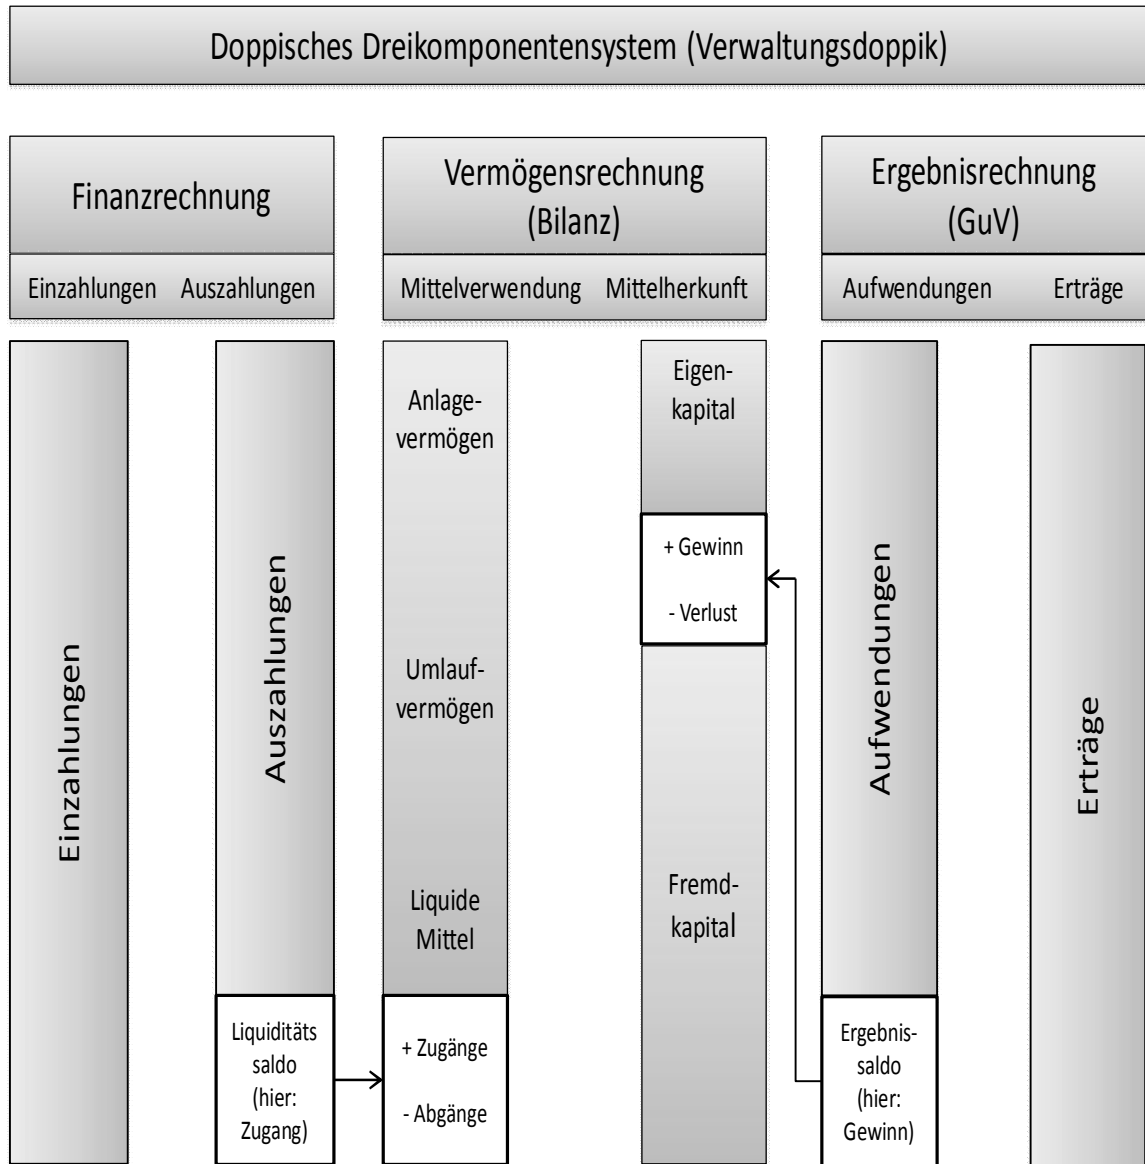 Doppisches Dreikomponentensystem (Verwaltungsdoppik)
Finanzrechnung
Einzahlungen Auszahlungen
Vermögensrechnung
(Bilanz)
Mittelverwendung Mittelherkunft
Ergebnisrechnung
(GuV)
Aufwendungen Erträge
Einzahlungen
Auszahlungen
Liquiditäts
saldo
(hier:
Zugang)
Anlage-
vermögen
Umlauf-
vermögen
Liquide
Mittel
+ Zugänge
- Abgänge
Eigen-
kapital
+ Gewinn
- Verlust
Fremd-
kapital
Aufwendungen
Ergebnis-
saldo
(hier:
Gewinn)
Erträge